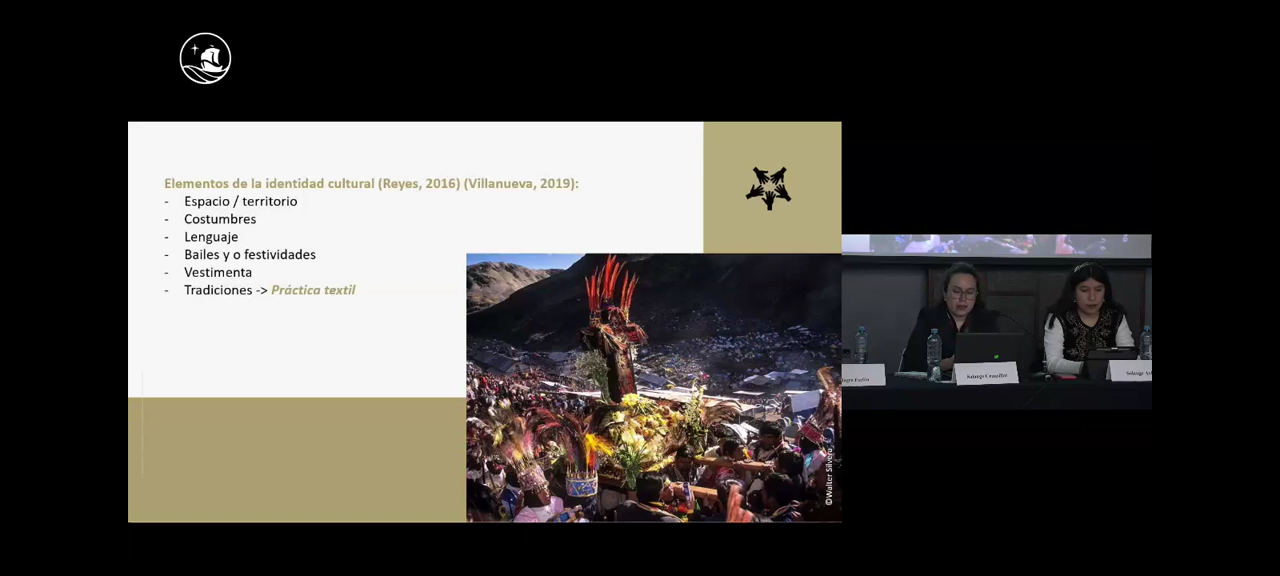 Elementos de la identidad cultural (Reyes, 2016) (Villanueva, 2019):
- Espacio / territorio
- Costumbres
- Lenguaje
- Bailes y o festividades
- Vestimenta
- Tradiciones -> Práctica textil
©Walter Silvera
Solange